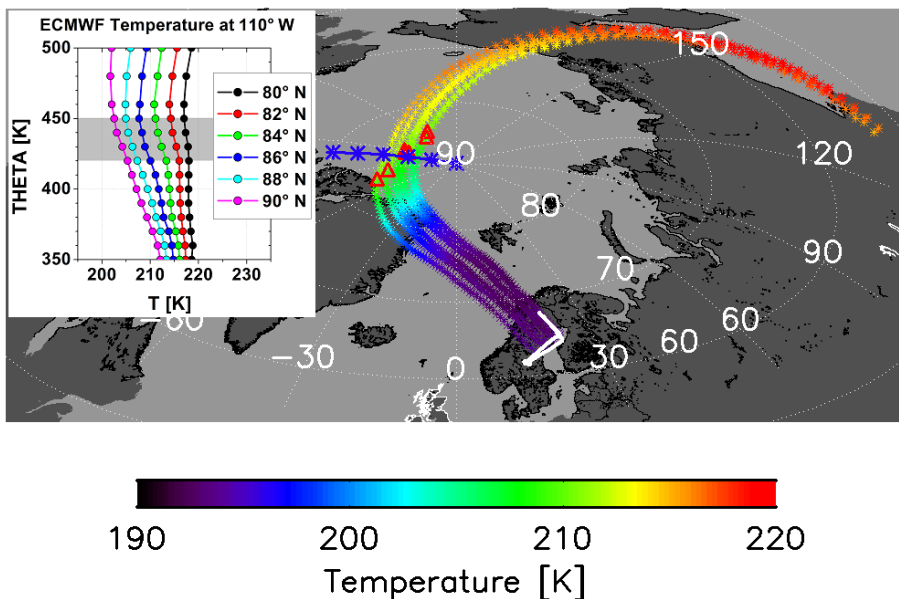 ECMWF Temperature at 110° W
500
450
400
350
THETA [K]
200
210
220
230
T [K]
80° N
82° N
84° N
86° N
88° N
90° N
150
120
90
90
80
70
60
60
30
0
−30
−60
190
200
210
220
Temperature [K]